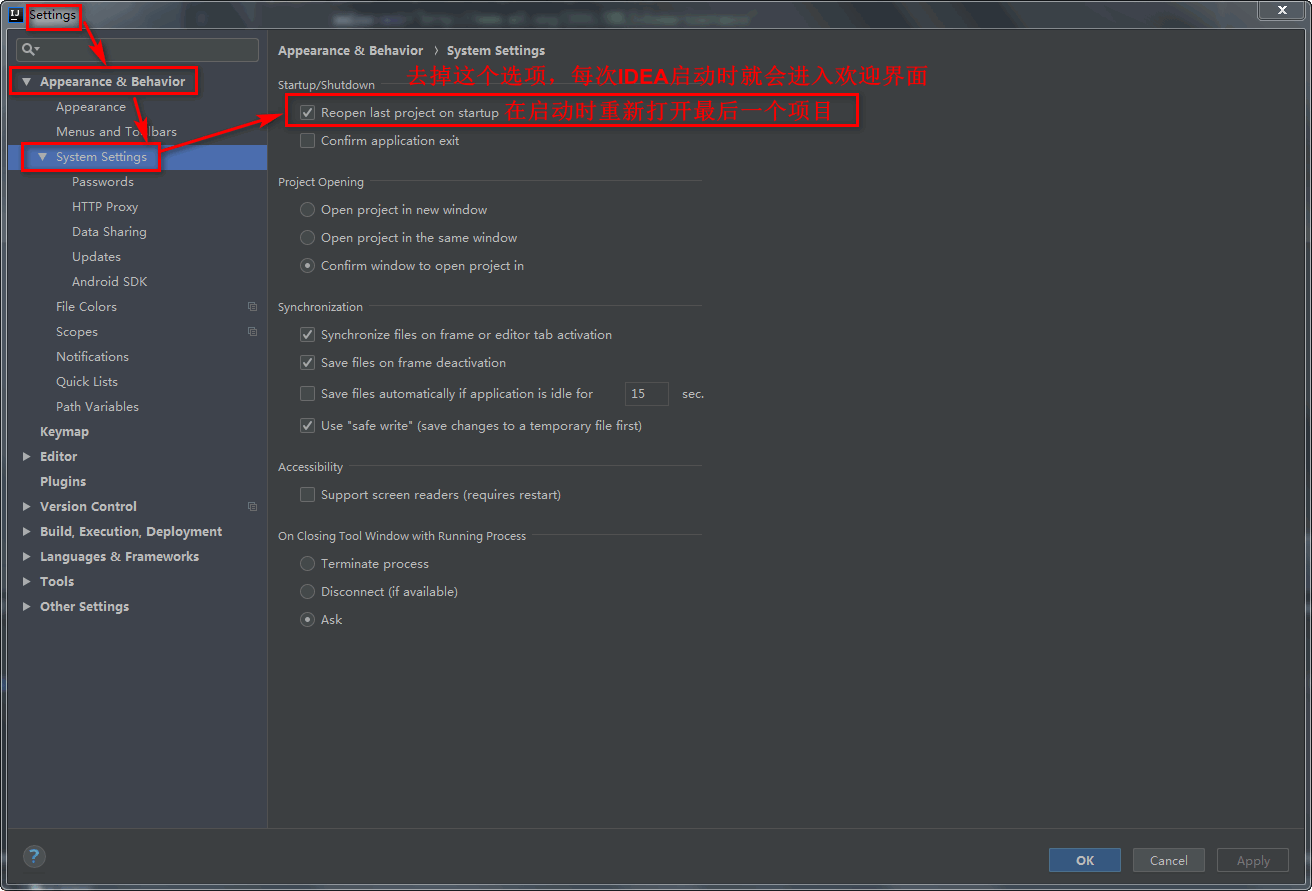 Settings
Appearance & Behavior
Appearance
Menus and Toolbars
System Settings
Passwords
HTTP Proxy
Data Sharing
Updates
Android SDK
File Colors
Scopes
Notifications
Quick Lists
Path Variables
Keymap
Editor
Plugins
Version Control
Build, Execution, Deployment
Languages & Frameworks
Tools
Other Settings
Appearance & Behavior › System Settings
去掉这个选项，每次IDEA启动时就会进入欢迎界面
Startup/Shutdown
Reopen last project on startup 在启动时重新打开最后一个项目
Confirm application exit
Project Opening
Open project in new window
Open project in the same window
Confirm window to open project in
Synchronization
Synchronize files on frame or editor tab activation
Save files on frame deactivation
Save files automatically if application is idle for 15 sec.
Use "safe write" (save changes to a temporary file first)
Accessibility
Support screen readers (requires restart)
On Closing Tool Window with Running Process
Terminate process
Disconnect (if available)
Ask
? OK Cancel Apply